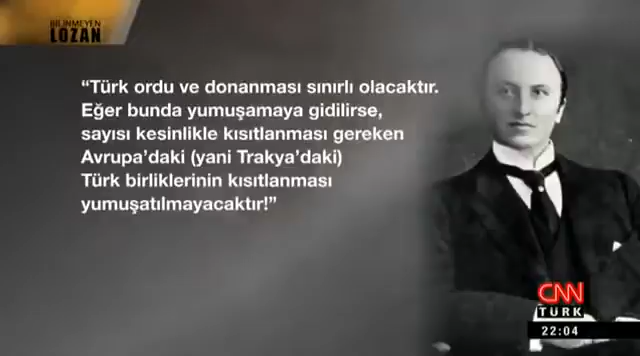 BİLİNMEYEN
LOZAN
“Türk ordu ve donanması sınırlı olacaktır.
Eğer bunda yumuşamaya gidilirse,
sayısı kesinlikle kısıtlanması gereken
Avrupa’daki (yani Trakya’daki)
Türk birliklerinin kısıtlanması
yumuşatılmayacaktır!”
CNN
TÜRK
22:04